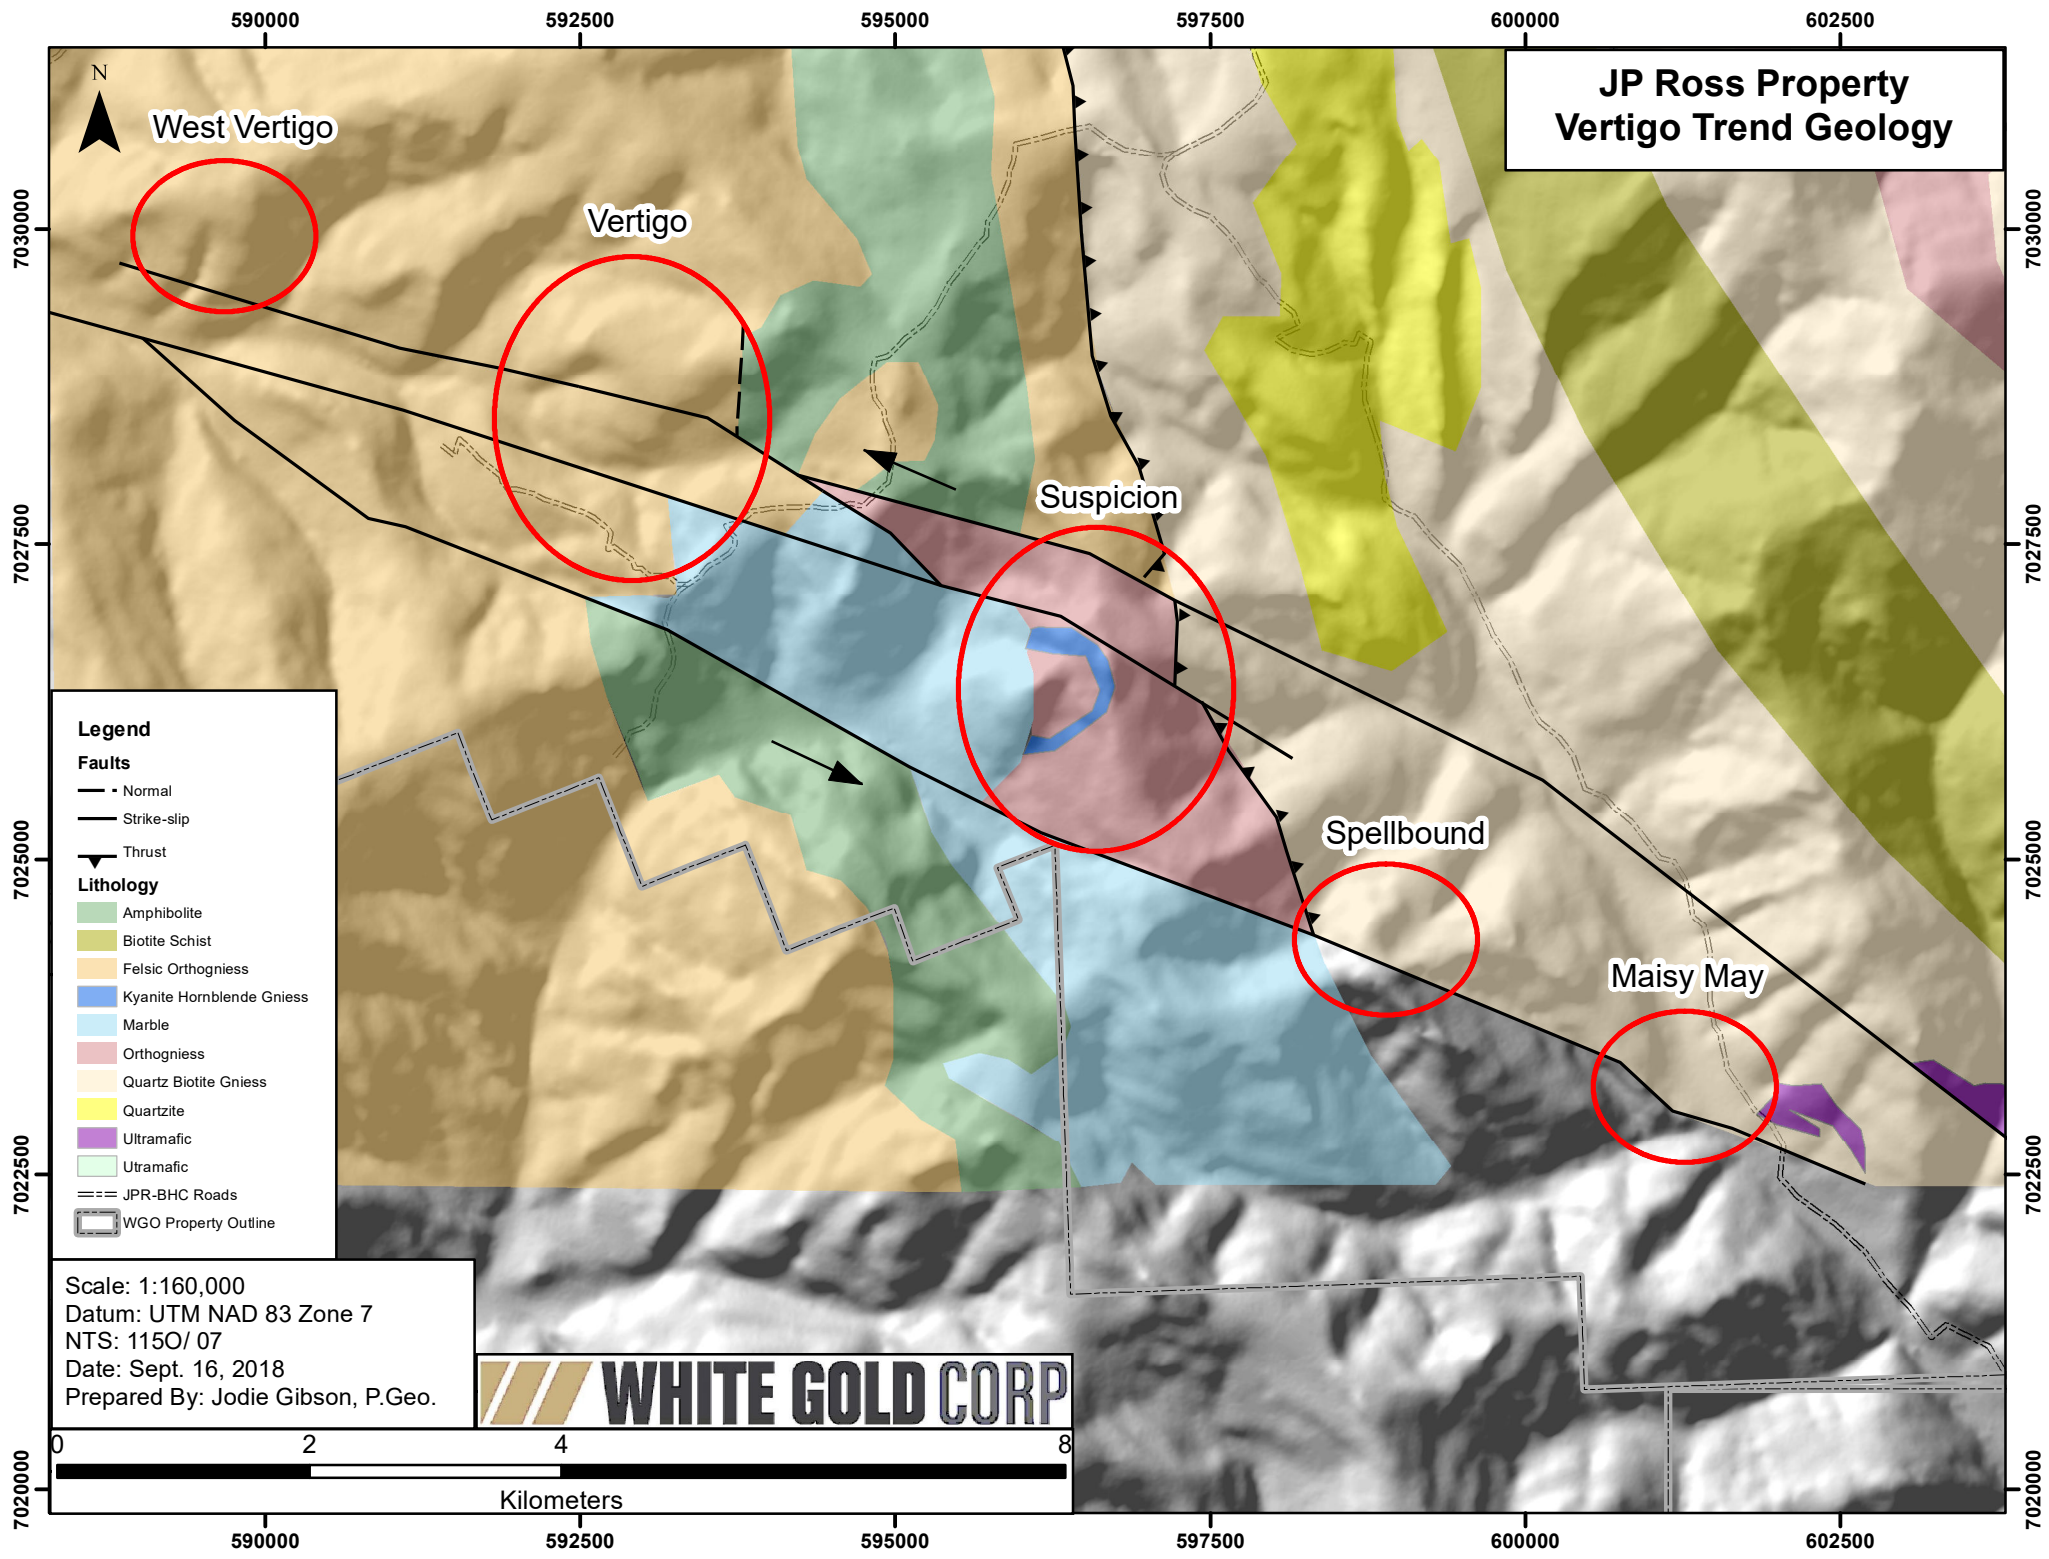 590000
592500
595000
597500
600000
602500
JP Ross Property
Vertigo Trend Geology
N
West Vertigo
Vertigo
Suspicion
Spellbound
Maisy May
7030000
7027500
7025000
7022500
7020000
7030000
7027500
7025000
7022500
7020000
Legend
Faults
Normal
Strike-slip
Thrust
Lithology
Amphibolite
Biotite Schist
Felsic Orthogniess
Kyanite Hornblende Gniess
Marble
Orthogniess
Quartz Biotite Gniess
Quartzite
Ultramafic
Utramafic
JPR-BHC Roads
WGO Property Outline
Scale: 1:160,000
Datum: UTM NAD 83 Zone 7
NTS: 115O/ 07
Date: Sept. 16, 2018
Prepared By: Jodie Gibson, P.Geo.
WHITE GOLD CORP
0 2 4 8
Kilometers
590000
592500
595000
597500
600000
602500